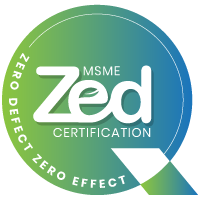 MSME
Zed
CERTIFICATION
ZERO DEFECT ZERO EFFECT